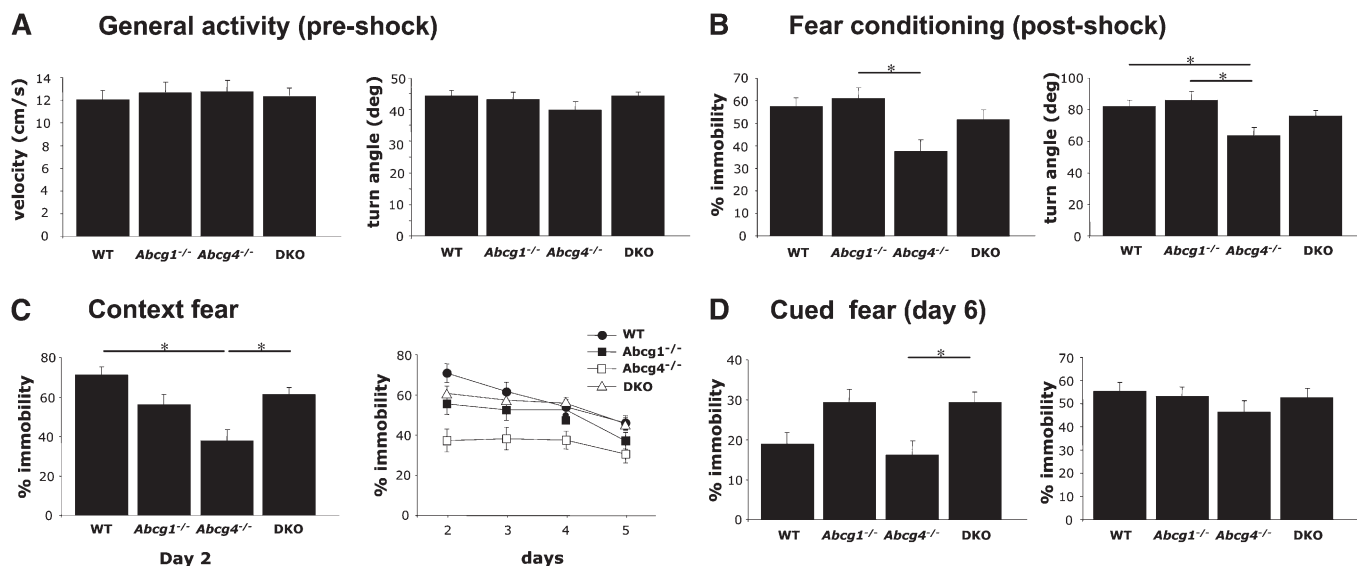 A General activity (pre-shock)
velocity (cm/s)
14
12
10
8
6
4
2
0
WT Abcg1-/- Abcg4-/- DKO
turn angle (deg)
50
40
30
20
10
0
WT Abcg1-/- Abcg4-/- DKO
B Fear conditioning (post-shock)
% immobility
70
60
50
40
30
20
10
0
*
WT Abcg1-/- Abcg4-/- DKO
turn angle (deg)
100
80
60
40
20
0
*
*
WT Abcg1-/- Abcg4-/- DKO
C Context fear
% immobility
80
60
40
20
0
* *
WT Abcg1-/- Abcg4-/- DKO
Day 2
WT
Abcg1-/-
Abcg4-/-
DKO
% immobility
80
60
40
20
0
2 3 4 5
days
D Cued fear (day 6)
% immobility
40
30
20
10
0
*
WT Abcg1-/- Abcg4-/- DKO
% immobility
70
60
50
40
30
20
10
0
WT Abcg1-/- Abcg4-/- DKO